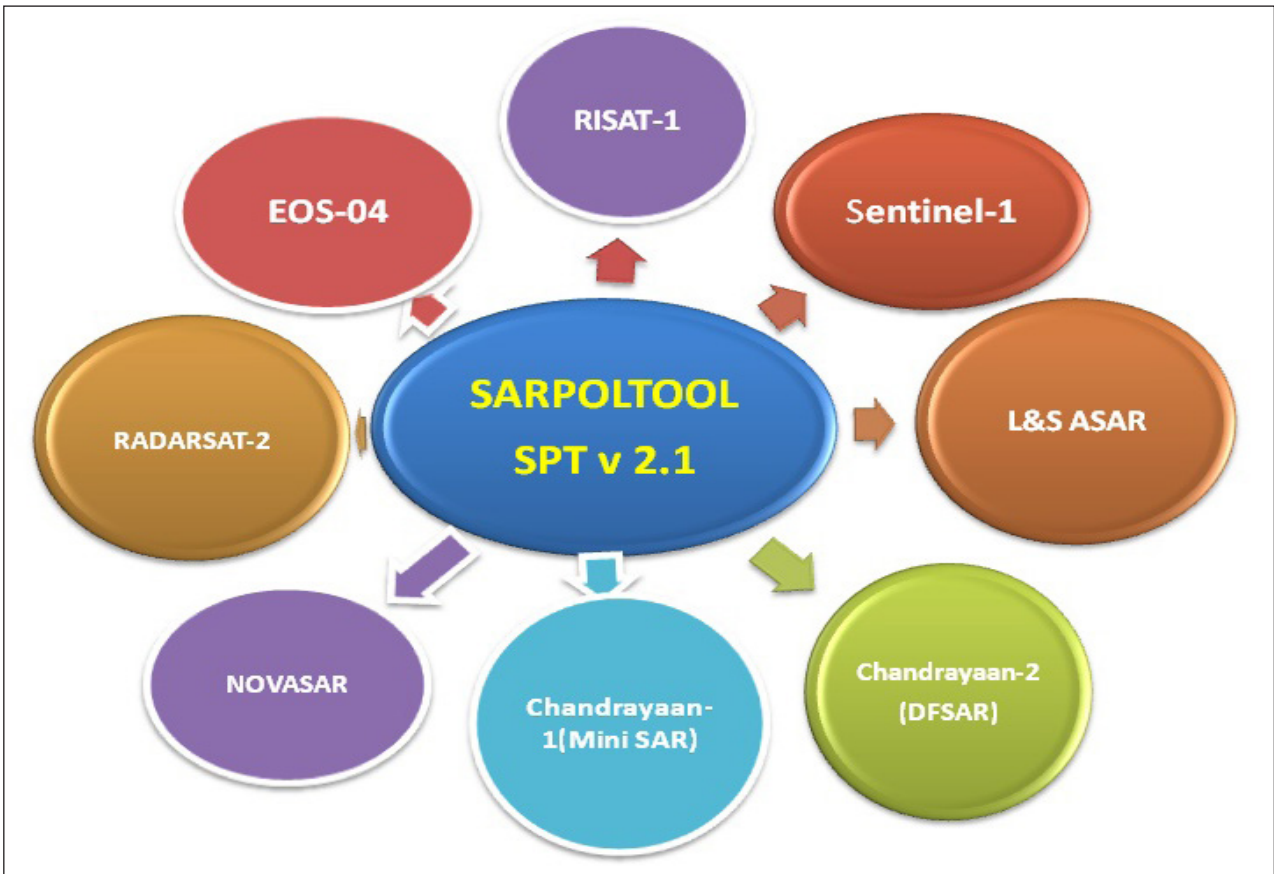 RISAT-1
EOS-04
Sentinel-1
SARPOLTOOL
SPT v 2.1
RADARSAT-2
L&S ASAR
NOVASAR
Chandrayaan-
1(Mini SAR)
Chandrayaan-2
(DFSAR)